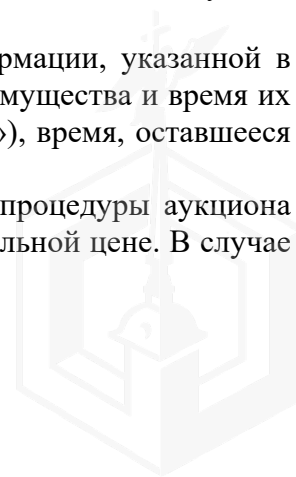 рмации, указанной в
мущества и время их
»), время, оставшееся
процедуры аукциона
льной цене. В случае